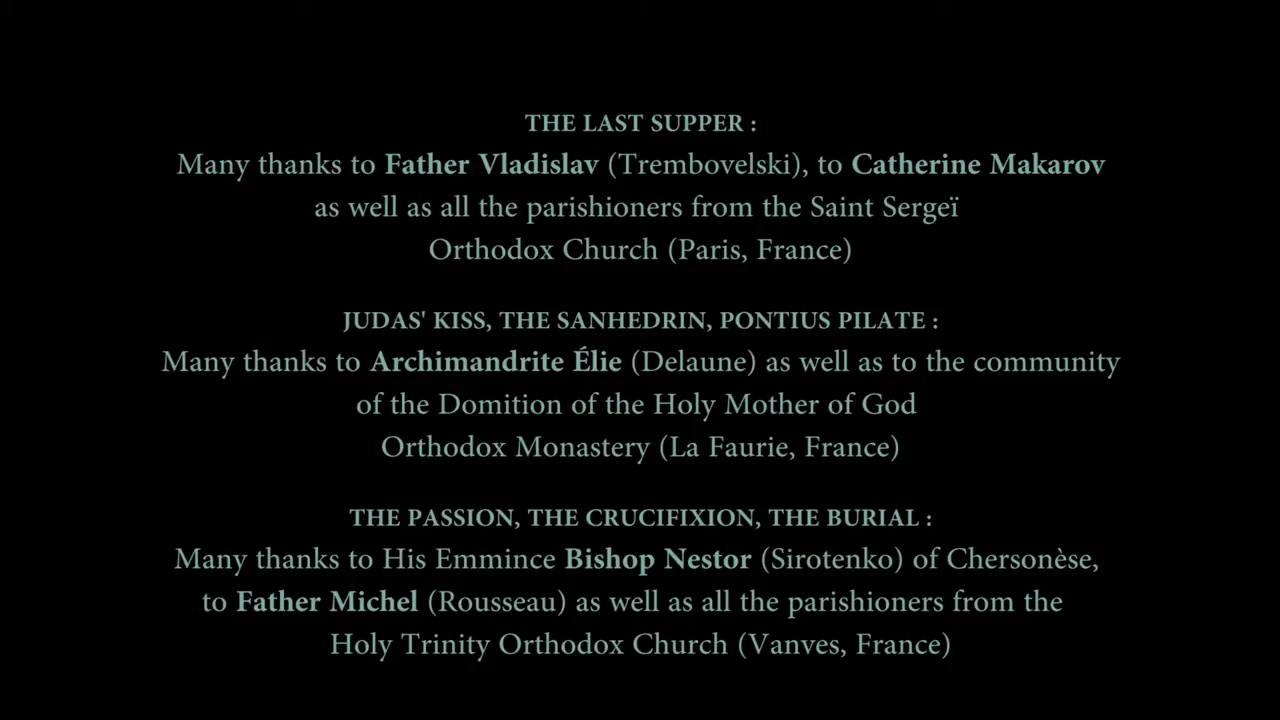 THE LAST SUPPER :
Many thanks to Father Vladislav (Trembovelski), to Catherine Makarov
as well as all the parishioners from the Saint Sergeï
Orthodox Church (Paris, France)
JUDAS' KISS, THE SANHEDRIN, PONTIUS PILATE :
Many thanks to Archimandrite Élie (Delaune) as well as to the community
of the Domition of the Holy Mother of God
Orthodox Monastery (La Faurie, France)
THE PASSION, THE CRUCIFIXION, THE BURIAL :
Many thanks to His Emmince Bishop Nestor (Sirotenko) of Chersonèse,
to Father Michel (Rousseau) as well as all the parishioners from the
Holy Trinity Orthodox Church (Vanves, France)